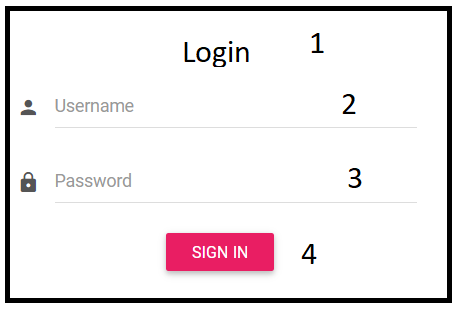 Login 1
Username 2
Password 3
SIGN IN 4